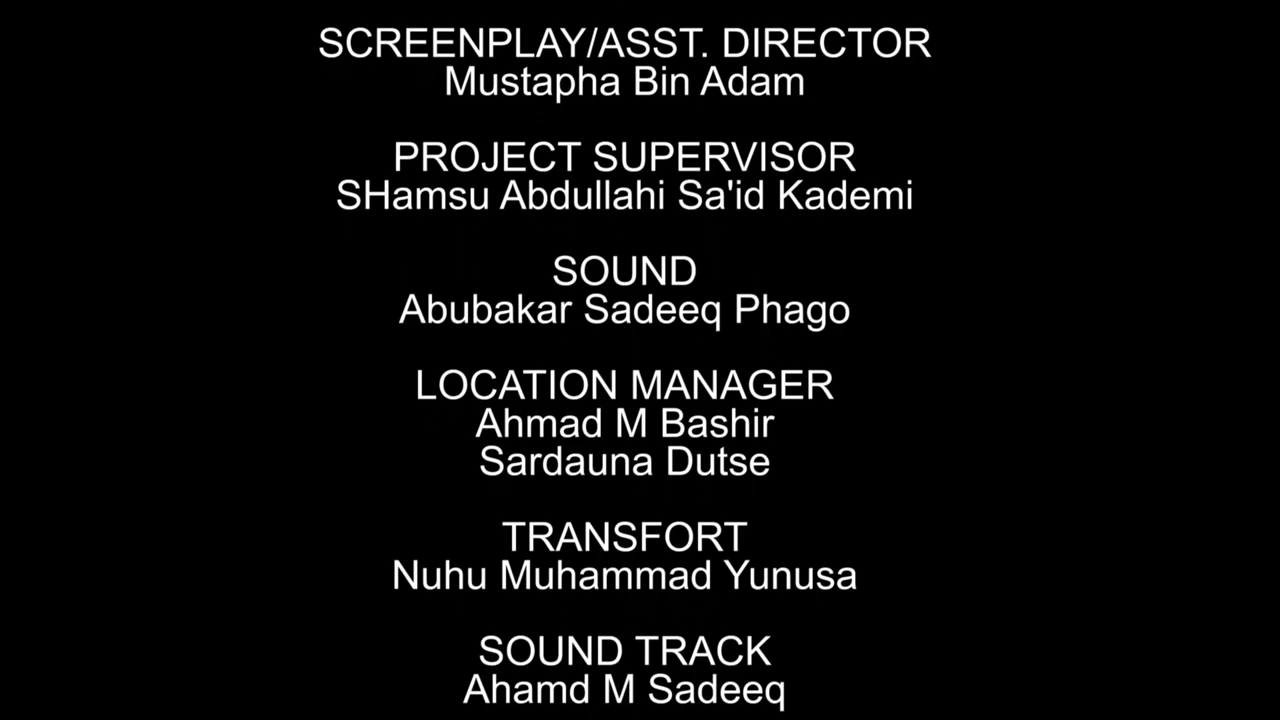 SCREENPLAY/ASST. DIRECTOR
Mustapha Bin Adam
PROJECT SUPERVISOR
SHamsu Abdullahi Sa'id Kademi
SOUND
Abubakar Sadeeq Phago
LOCATION MANAGER
Ahmad M Bashir
Sardauna Dutse
TRANSFORT
Nuhu Muhammad Yunusa
SOUND TRACK
Ahamd M Sadeeq